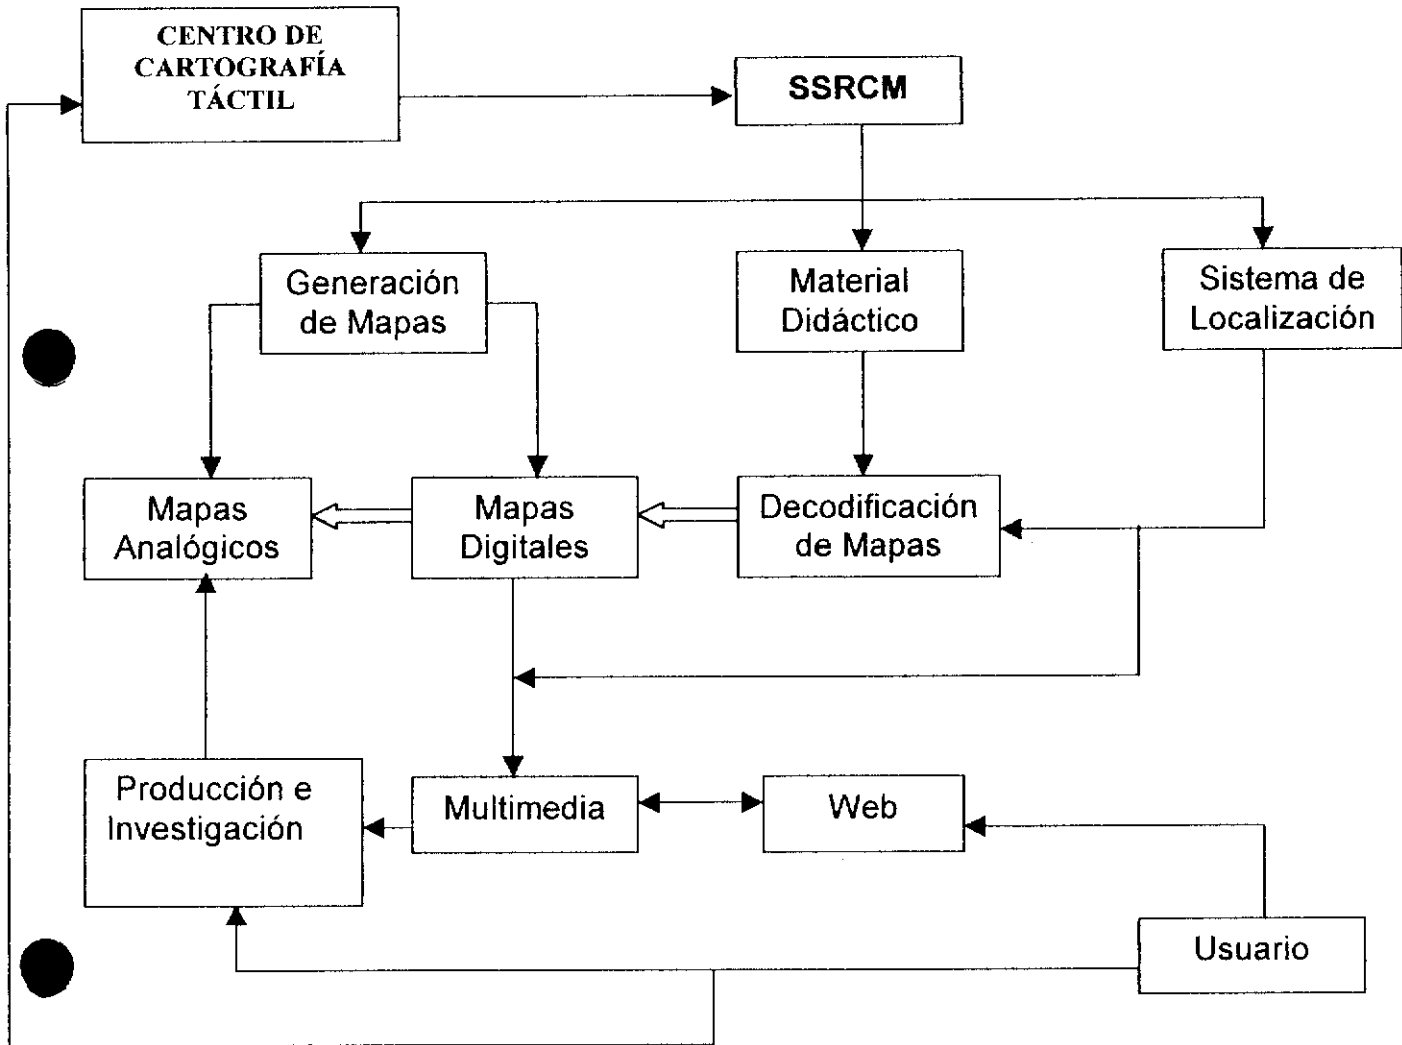 CENTRO DE
CARTOGRAFÍA
TÁCTIL
SSRCM
Generación
de Mapas
Material
Didáctico
Sistema de
Localización
Mapas
Analógicos
Mapas
Digitales
Decodificación
de Mapas
Producción e
Investigación
Multimedia
Web
Usuario